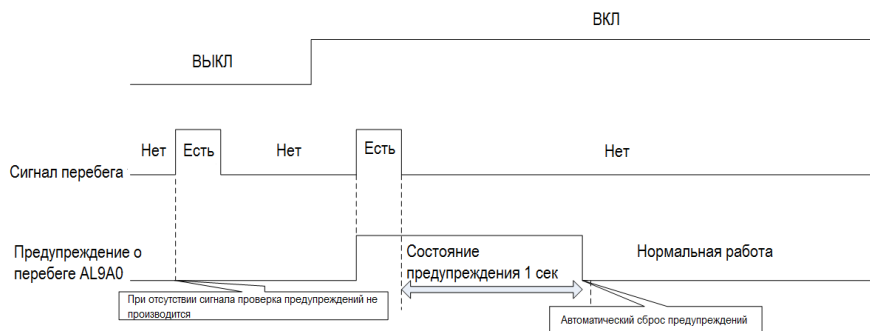 ВКЛ
ВЫКЛ
Нет
Есть
Нет
Есть
Нет
Сигнал перебега
Предупреждение о
перебеге AL9A0
Состояние
предупреждения 1 сек
Нормальная работа
При отсутствии сигнала проверка предупреждений не
производится
Автоматический сброс предупреждений